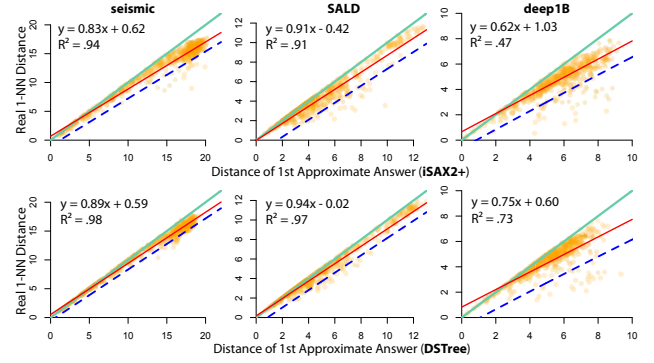 seismic
SALD
deep1B
y = 0.83x + 0.62
R² = .94
y = 0.91x - 0.42
R² = .91
y = 0.62x + 1.03
R² = .47
Real 1-NN Distance
0 5 10 15 20
0 2 4 6 8 10
0 2 4 6 8 10
0 5 10 15 20
0 2 4 6 8 10 12
0 2 4 6 8 10
Distance of 1st Approximate Answer (iSAX2+)
y = 0.89x + 0.59
R² = .98
y = 0.94x - 0.02
R² = .97
y = 0.75x + 0.60
R² = .73
Real 1-NN Distance
0 5 10 15 20
0 2 4 6 8 10
0 2 4 6 8 10
0 5 10 15 20
0 2 4 6 8 10 12
0 2 4 6 8 10
Distance of 1st Approximate Answer (DSTree)